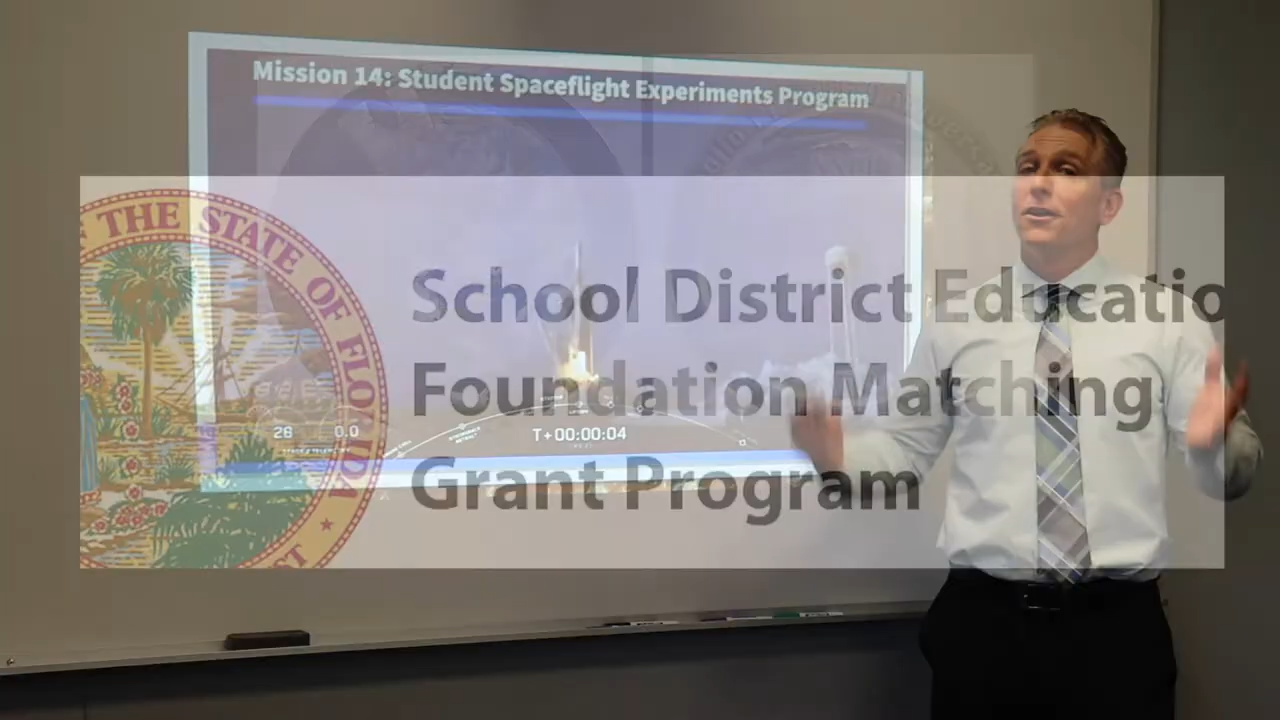 Mission 14: Student Spaceflight Experiments Program
THE STATE OF FLORIDA
School District Educatio
Foundation Matching
Grant Program
26
0.0
T+00:00:04